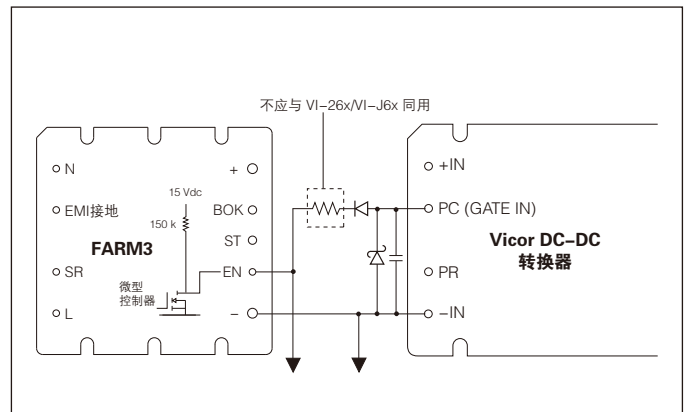 不应与 VI–26x/VI–J6x 同用
N
+
15 Vdc
EMI接地
BOK
150 k
FARM3
ST
SR
EN
微型
控制器
L
–
+IN
PC (GATE IN)
Vicor DC–DC
转换器
PR
–IN